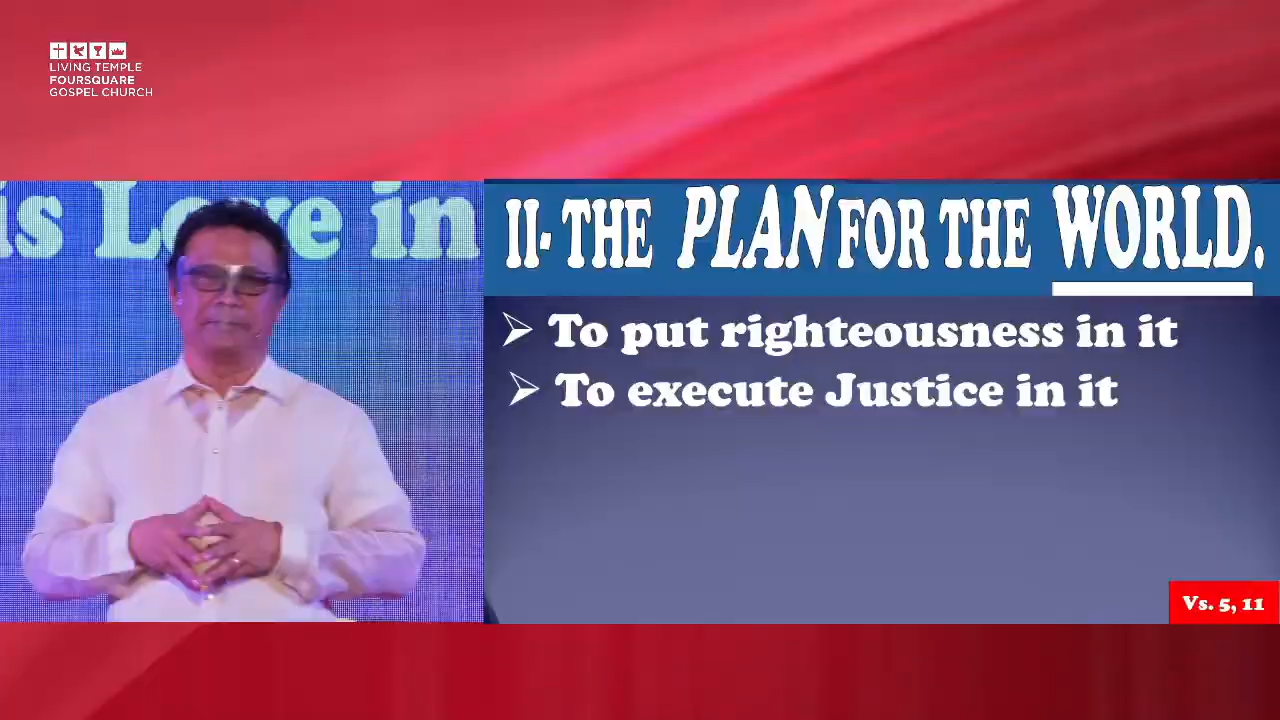 LIVING TEMPLE
FOURSQUARE
GOSPEL CHURCH
is Love in
II- THE PLAN FOR THE WORLD.
To put righteousness in it
To execute Justice in it
Vs. 5, 11